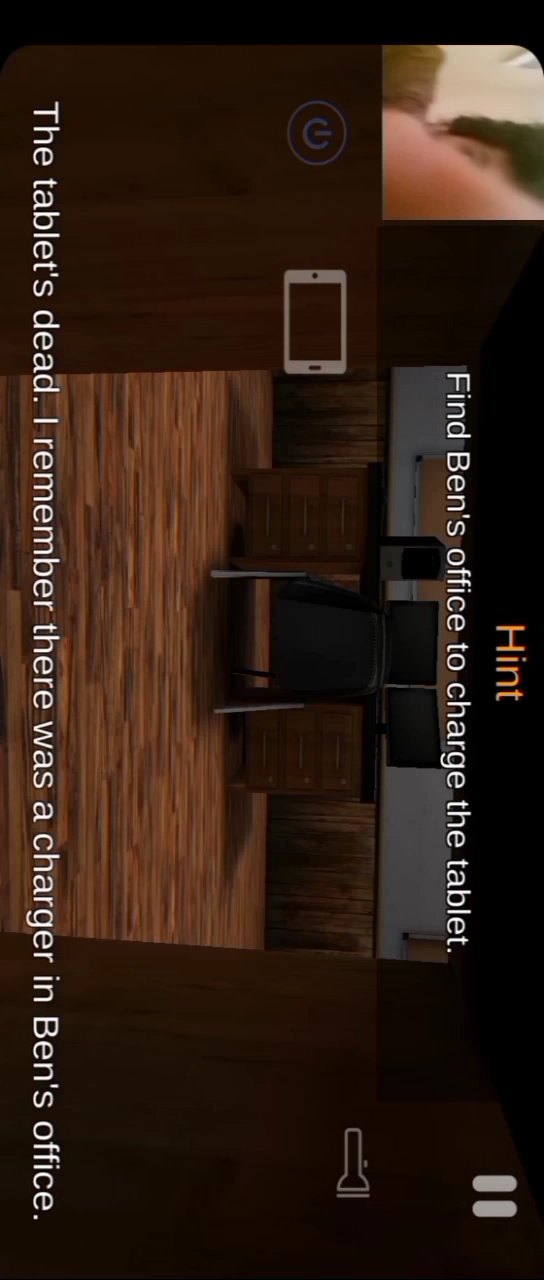 Hint
Find Ben's office to charge the tablet.
The tablet's dead. I remember there was a charger in Ben's office.